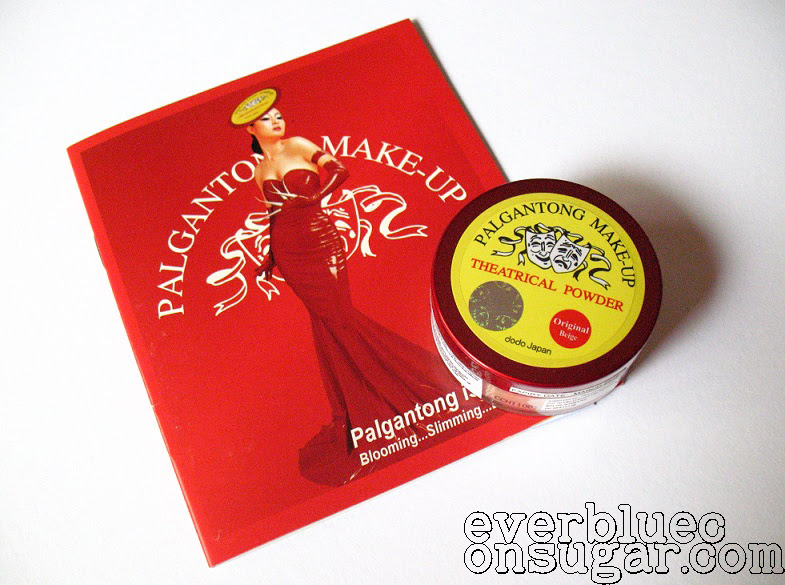 PALGANTONG MAKE-UP
Palgantong
Blooming...Slimming...
PALGANTONG MAKE-UP
THEATRICAL POWDER
Original
Beige
dodo Japan
everbluec
onsugar.com